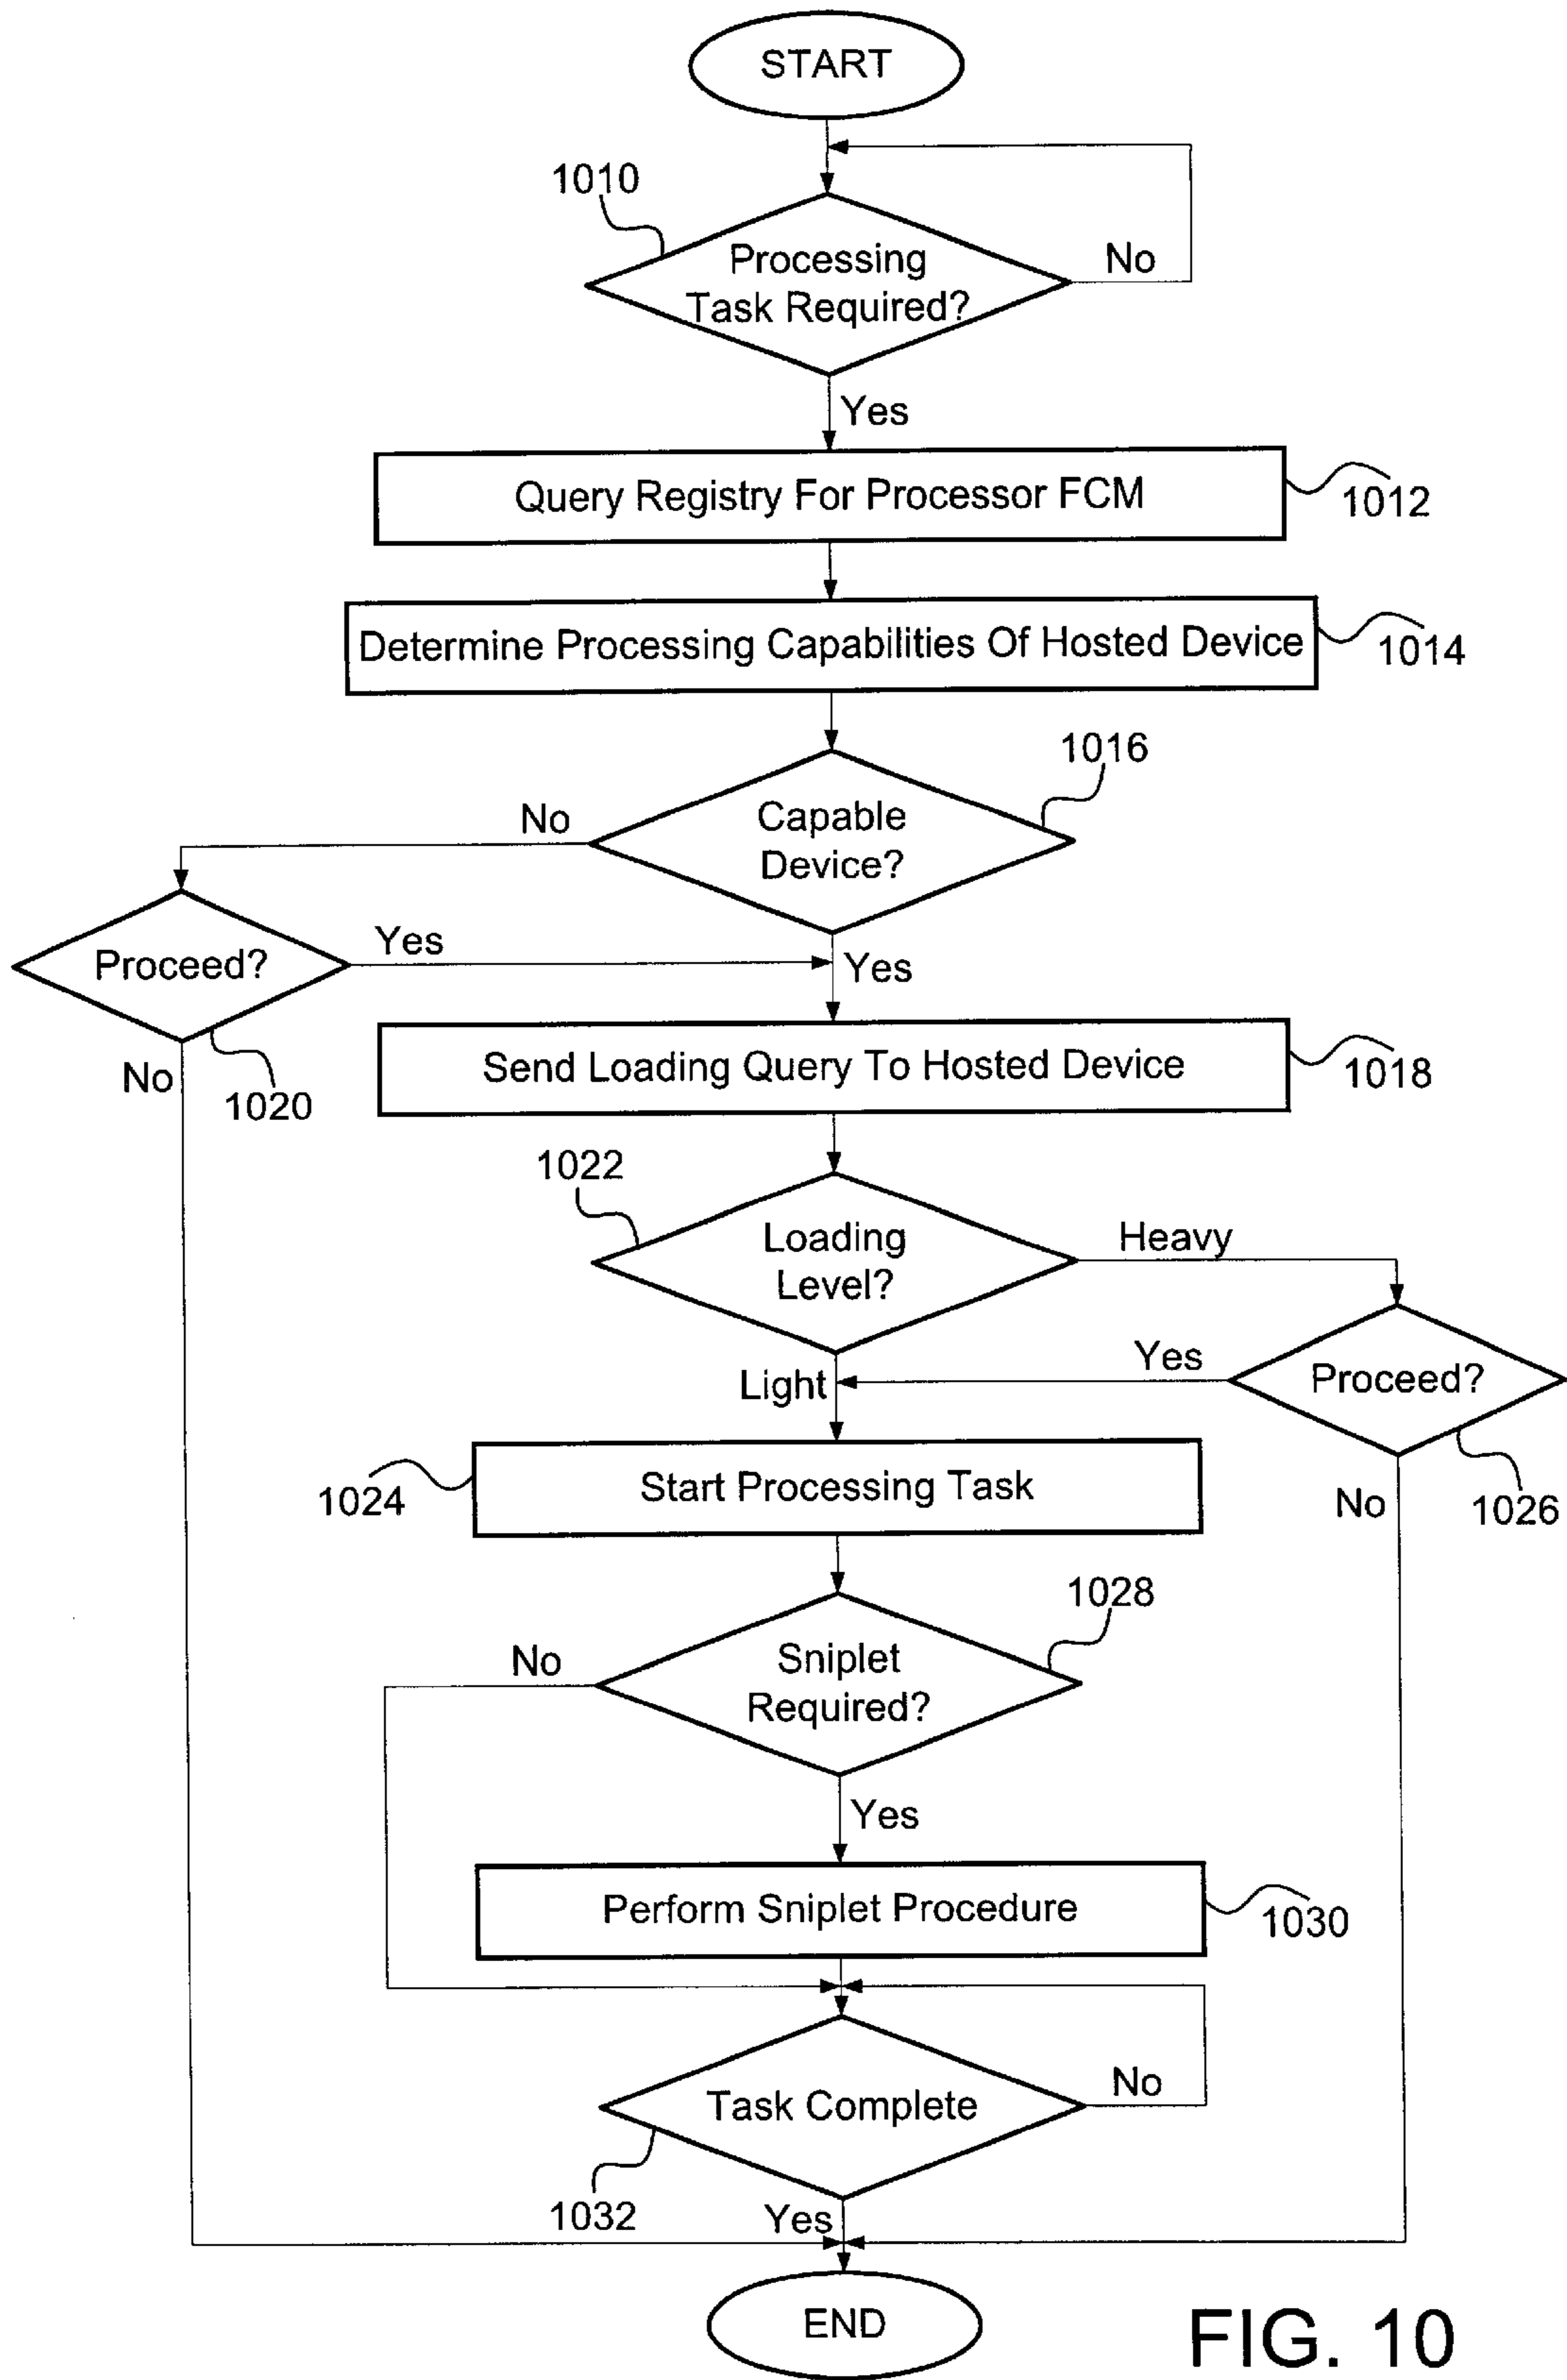 START
1010
Processing
Task Required?
No
Yes
Query Registry For Processor FCM
1012
Determine Processing Capabilities Of Hosted Device
1014
1016
Capable
Device?
No
Proceed?
Yes
Yes
No
1020
Send Loading Query To Hosted Device
1018
1022
Loading
Level?
Heavy
Light
Yes
Proceed?
No
1026
1024
Start Processing Task
1028
Sniplet
Required?
No
Yes
Perform Sniplet Procedure
1030
Task Complete
No
1032
Yes
END
FIG. 10